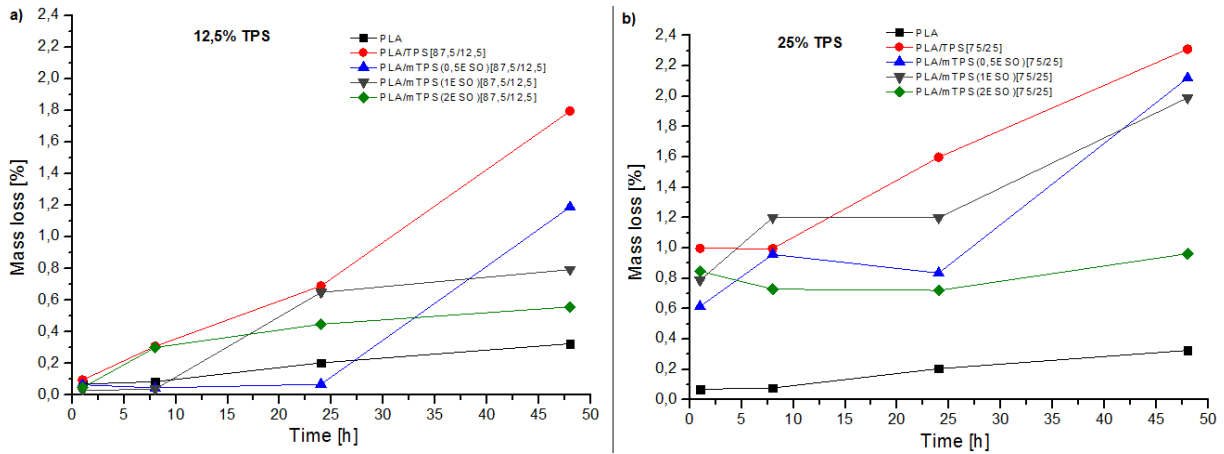 a)
12,5% TPS
PLA
PLA/TPS[87,5/12,5]
PLA/mTPS(0,5ESO)[87,5/12,5]
PLA/mTPS(1ESO)[87,5/12,5]
PLA/mTPS(2ESO)[87,5/12,5]
Mass loss [%]
2,4
2,2
2,0
1,8
1,6
1,4
1,2
1,0
0,8
0,6
0,4
0,2
0,0
0 5 10 15 20 25 30 35 40 45 50
Time [h]
b)
25% TPS
PLA
PLA/TPS[75/25]
PLA/mTPS(0,5ESO)[75/25]
PLA/mTPS(1ESO)[75/25]
PLA/mTPS(2ESO)[75/25]
Mass loss [%]
2,4
2,2
2,0
1,8
1,6
1,4
1,2
1,0
0,8
0,6
0,4
0,2
0,0
0 5 10 15 20 25 30 35 40 45 50
Time [h]